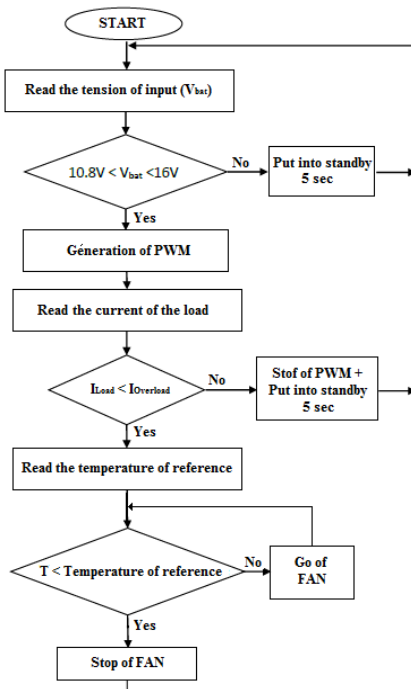 START
Read the tension of input (Vbat)
10.8V < Vbat <16V
No
Put into standby
5 sec
Yes
Géneration of PWM
Read the current of the load
ILoad < IOverload
No
Stof of PWM +
Put into standby
5 sec
Yes
Read the temperature of reference
T < Temperature of reference
No
Go of
FAN
Yes
Stop of FAN